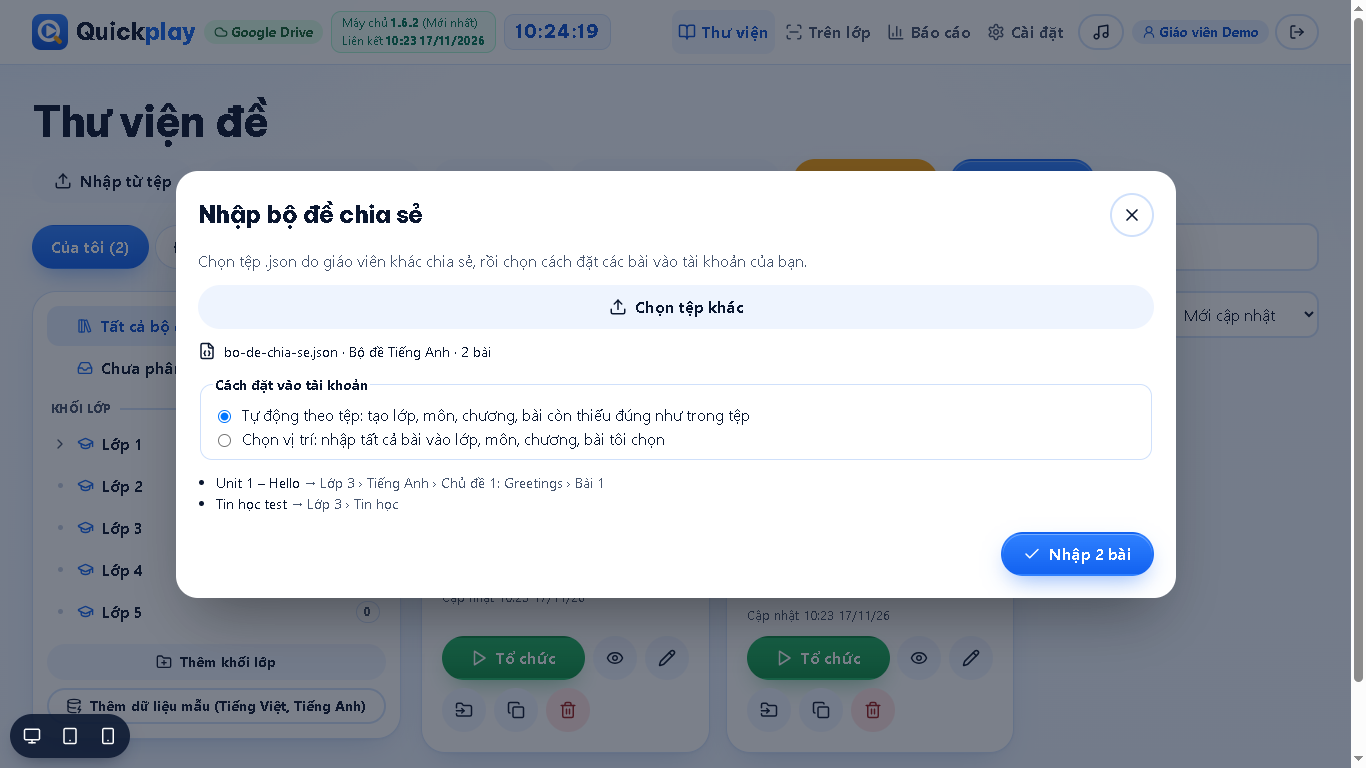 Quickplay
Google Drive
Máy chủ 1.6.2 (Mới nhất)
Liên kết 10:23 17/11/2026
10:24:19
Thư viện
Trên lớp
Báo cáo
Cài đặt
Giáo viên Demo
Thư viện đề
Nhập từ tệp
Của tôi (2)
Nhập bộ đề chia sẻ
Chọn tệp .json do giáo viên khác chia sẻ, rồi chọn cách đặt các bài vào tài khoản của bạn.
Chọn tệp khác
bo-de-chia-se.json · Bộ đề Tiếng Anh · 2 bài
Cách đặt vào tài khoản
Tự động theo tệp: tạo lớp, môn, chương, bài còn thiếu đúng như trong tệp
Chọn vị trí: nhập tất cả bài vào lớp, môn, chương, bài tôi chọn
Unit 1 – Hello → Lớp 3 › Tiếng Anh › Chủ đề 1: Greetings › Bài 1
Tin học test → Lớp 3 › Tin học
Nhập 2 bài
Mới cập nhật
Tất cả bộ
Chưa phân
KHỐI LỚP
Lớp 1
Lớp 2
Lớp 3
Lớp 4
Lớp 5
0
Thêm khối lớp
Thêm dữ liệu mẫu (Tiếng Việt, Tiếng Anh)
Cập nhật 10:23 17/11/26
Tổ chức
Cập nhật 10:23 17/11/26
Tổ chức